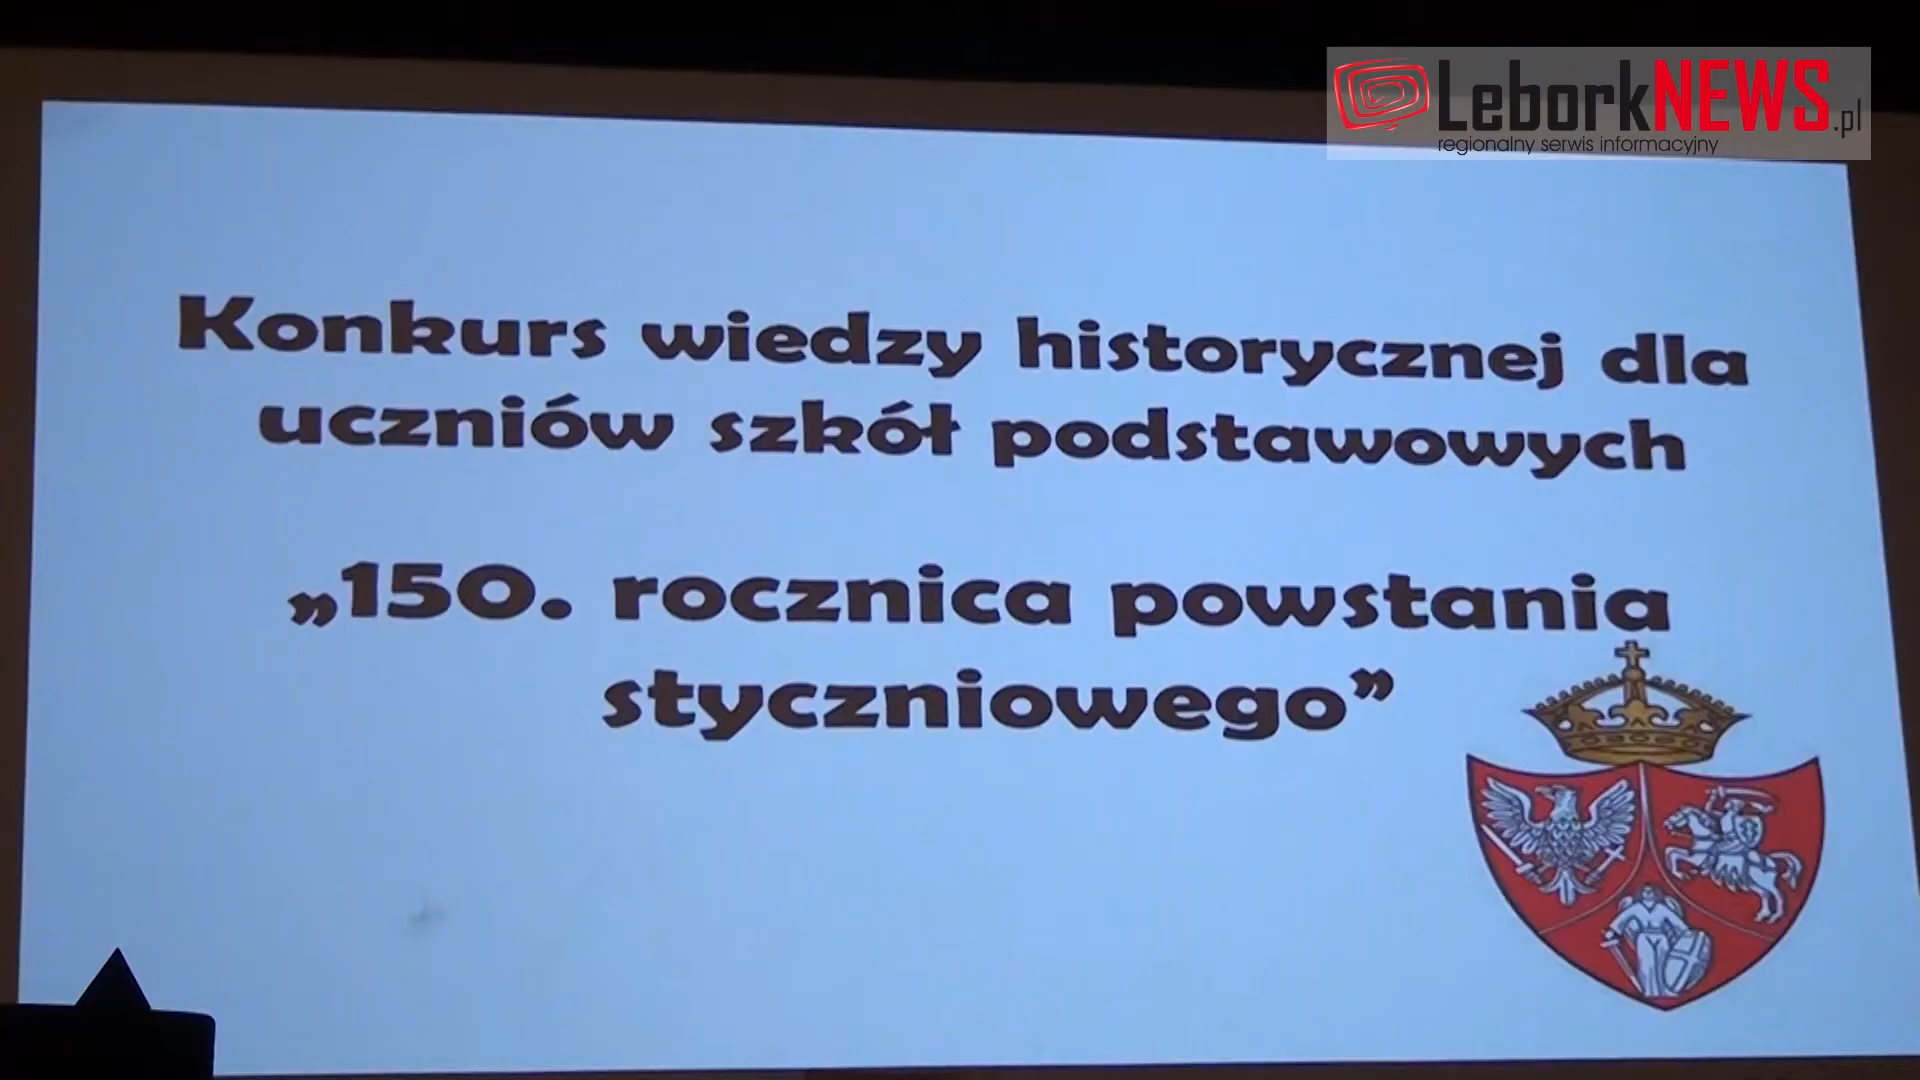 LeborkNEWS.pl
regionalny serwis informacyjny
Konkurs wiedzy historycznej dla
uczniów szkół podstawowych
„150. rocznica powstania
styczniowego”